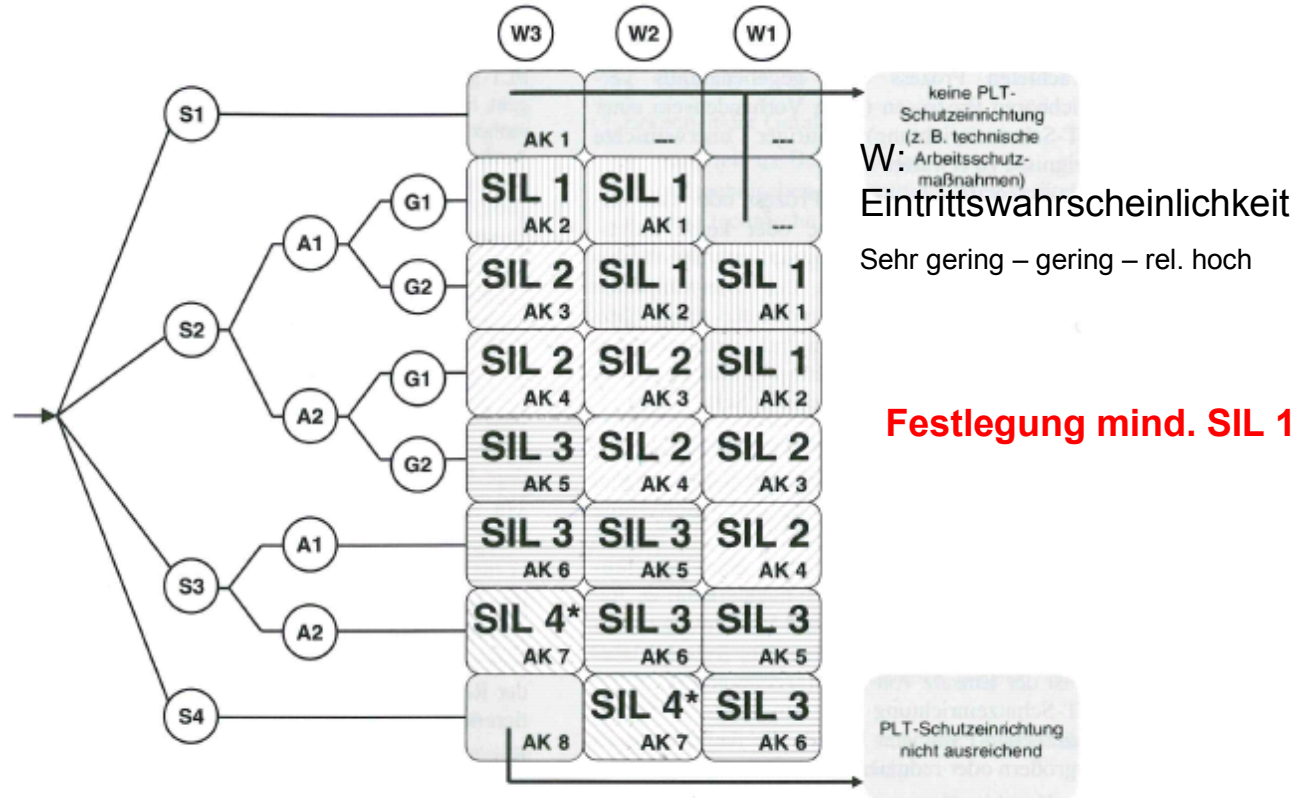 W3 W2 W1
S1
AK 1 --- ---
keine PLT-
Schutzeinrichtung
(z. B. technische
Arbeitsschutz-
maßnahmen)
W:
Eintrittswahrscheinlichkeit
Sehr gering – gering – rel. hoch
A1 G1 SIL 1 SIL 1
AK 2 AK 1 ---
G2 SIL 2 SIL 1 SIL 1
AK 3 AK 2 AK 1
S2
A2 G1 SIL 2 SIL 2 SIL 1
AK 4 AK 3 AK 2
Festlegung mind. SIL 1
G2 SIL 3 SIL 2 SIL 2
AK 5 AK 4 AK 3
S3
A1 SIL 3 SIL 3 SIL 2
AK 6 AK 5 AK 4
A2 SIL 4* SIL 3 SIL 3
AK 7 AK 6 AK 5
S4 SIL 4* SIL 3
AK 8 AK 7 AK 6
PLT-Schutzeinrichtung
nicht ausreichend